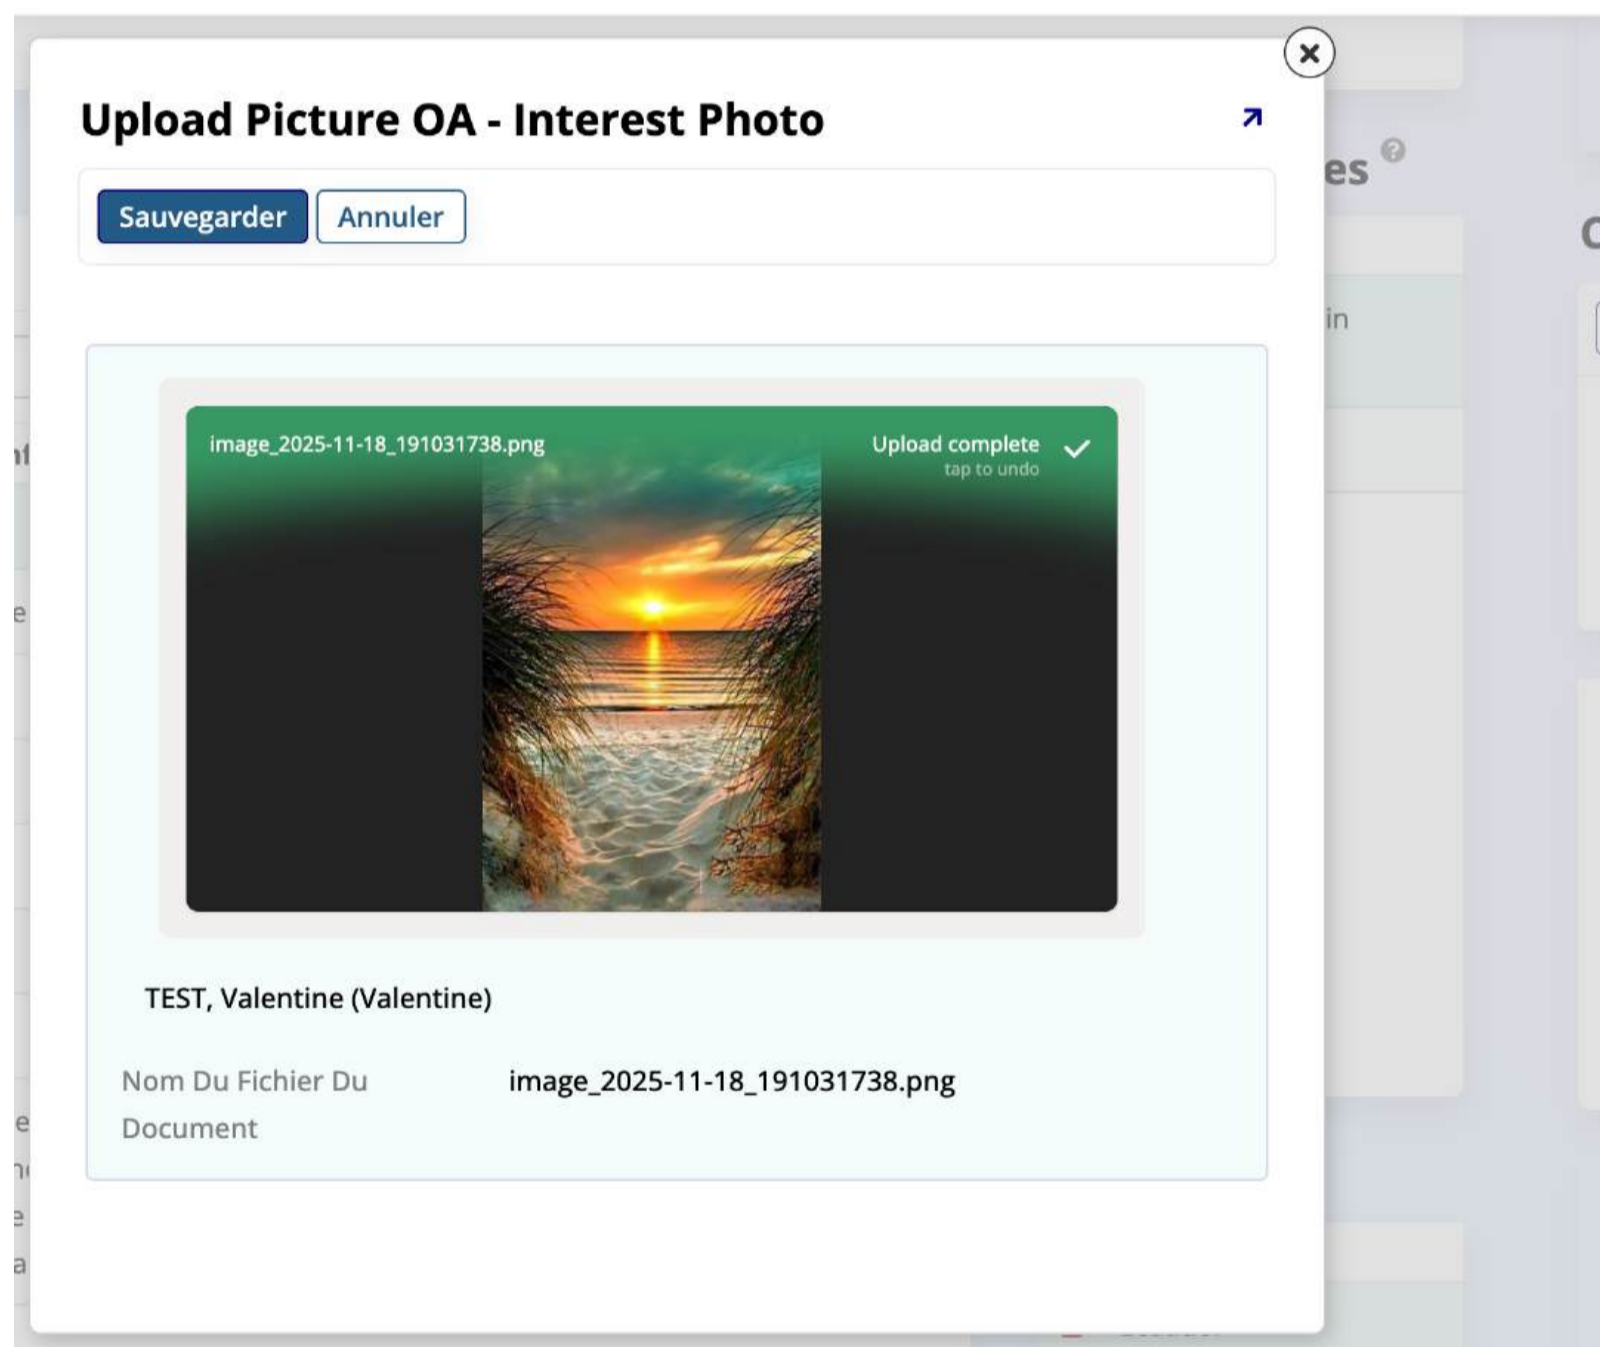 Upload Picture OA - Interest Photo
es
Sauvegarder Annuler
in
image_2025-11-18_191031738.png Upload complete
tap to undo
TEST, Valentine (Valentine)
Nom Du Fichier Du image_2025-11-18_191031738.png
Document